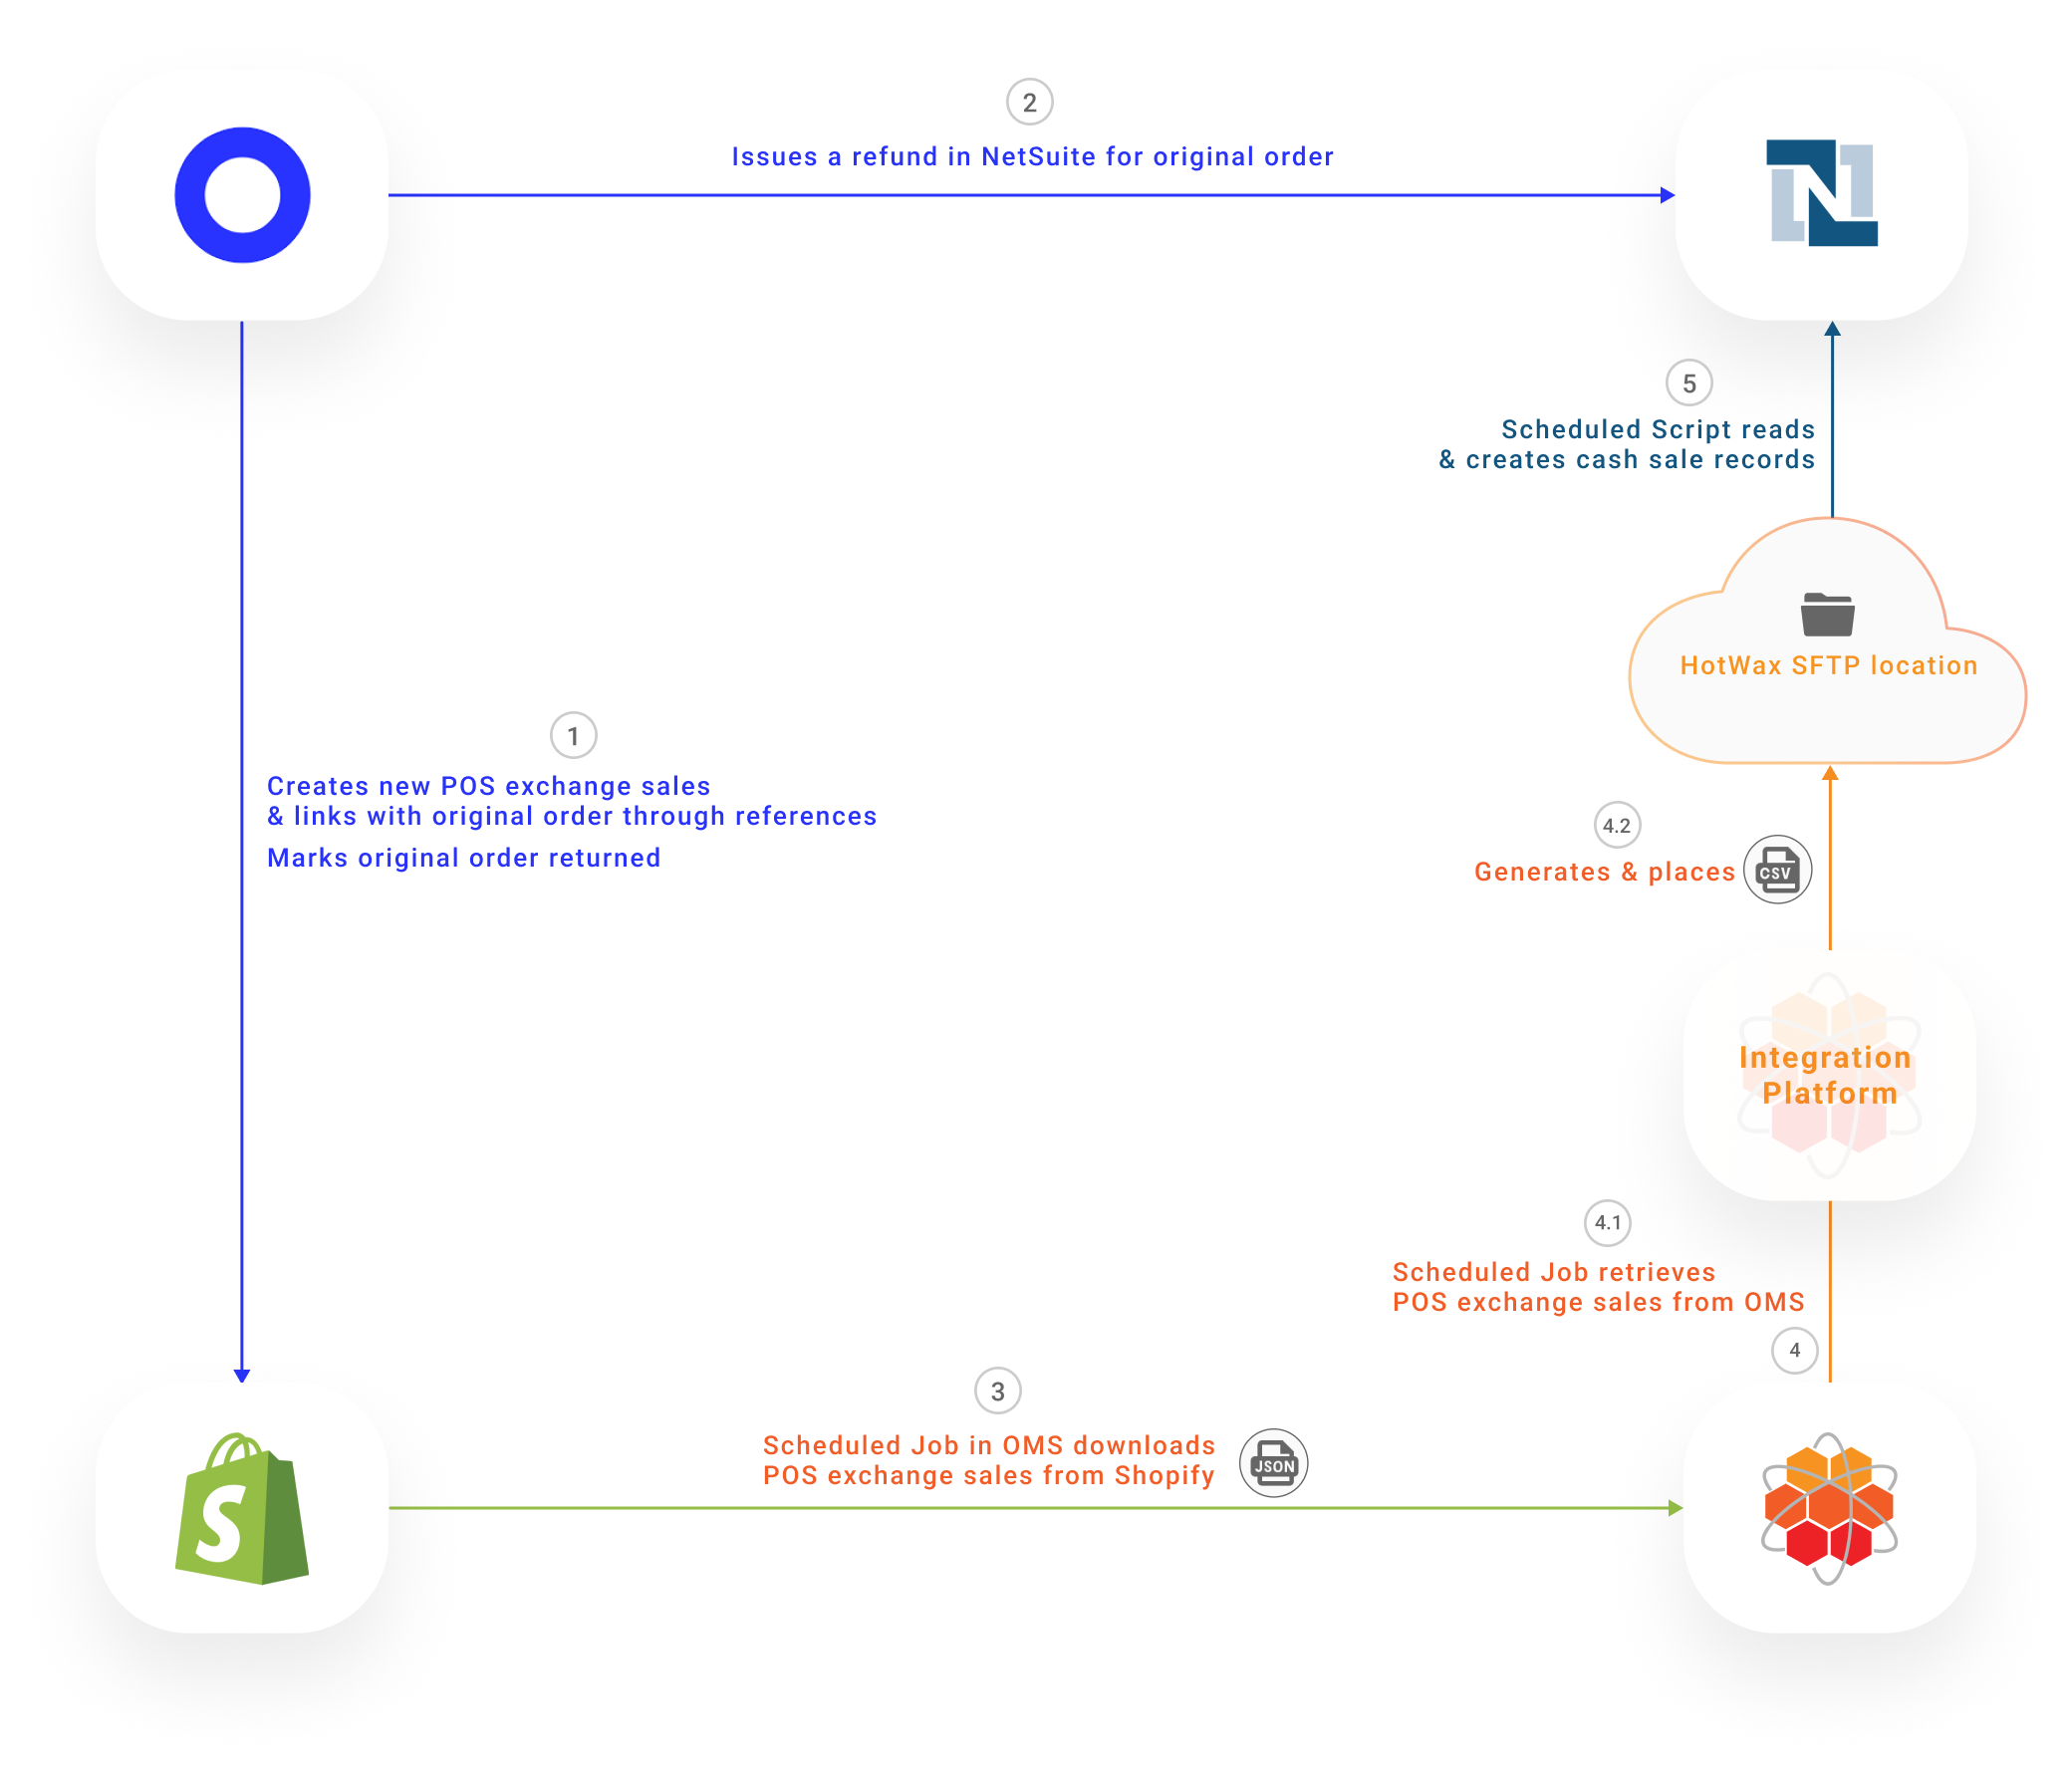 2
Issues a refund in NetSuite for original order
N
5
Scheduled Script reads
& creates cash sale records
HotWax SFTP location
1
Creates new POS exchange sales
& links with original order through references
Marks original order returned
4.2
Generates & places
CSV
Integration
Platform
4.1
Scheduled Job retrieves
POS exchange sales from OMS
4
3
Scheduled Job in OMS downloads
POS exchange sales from Shopify
JSON
S